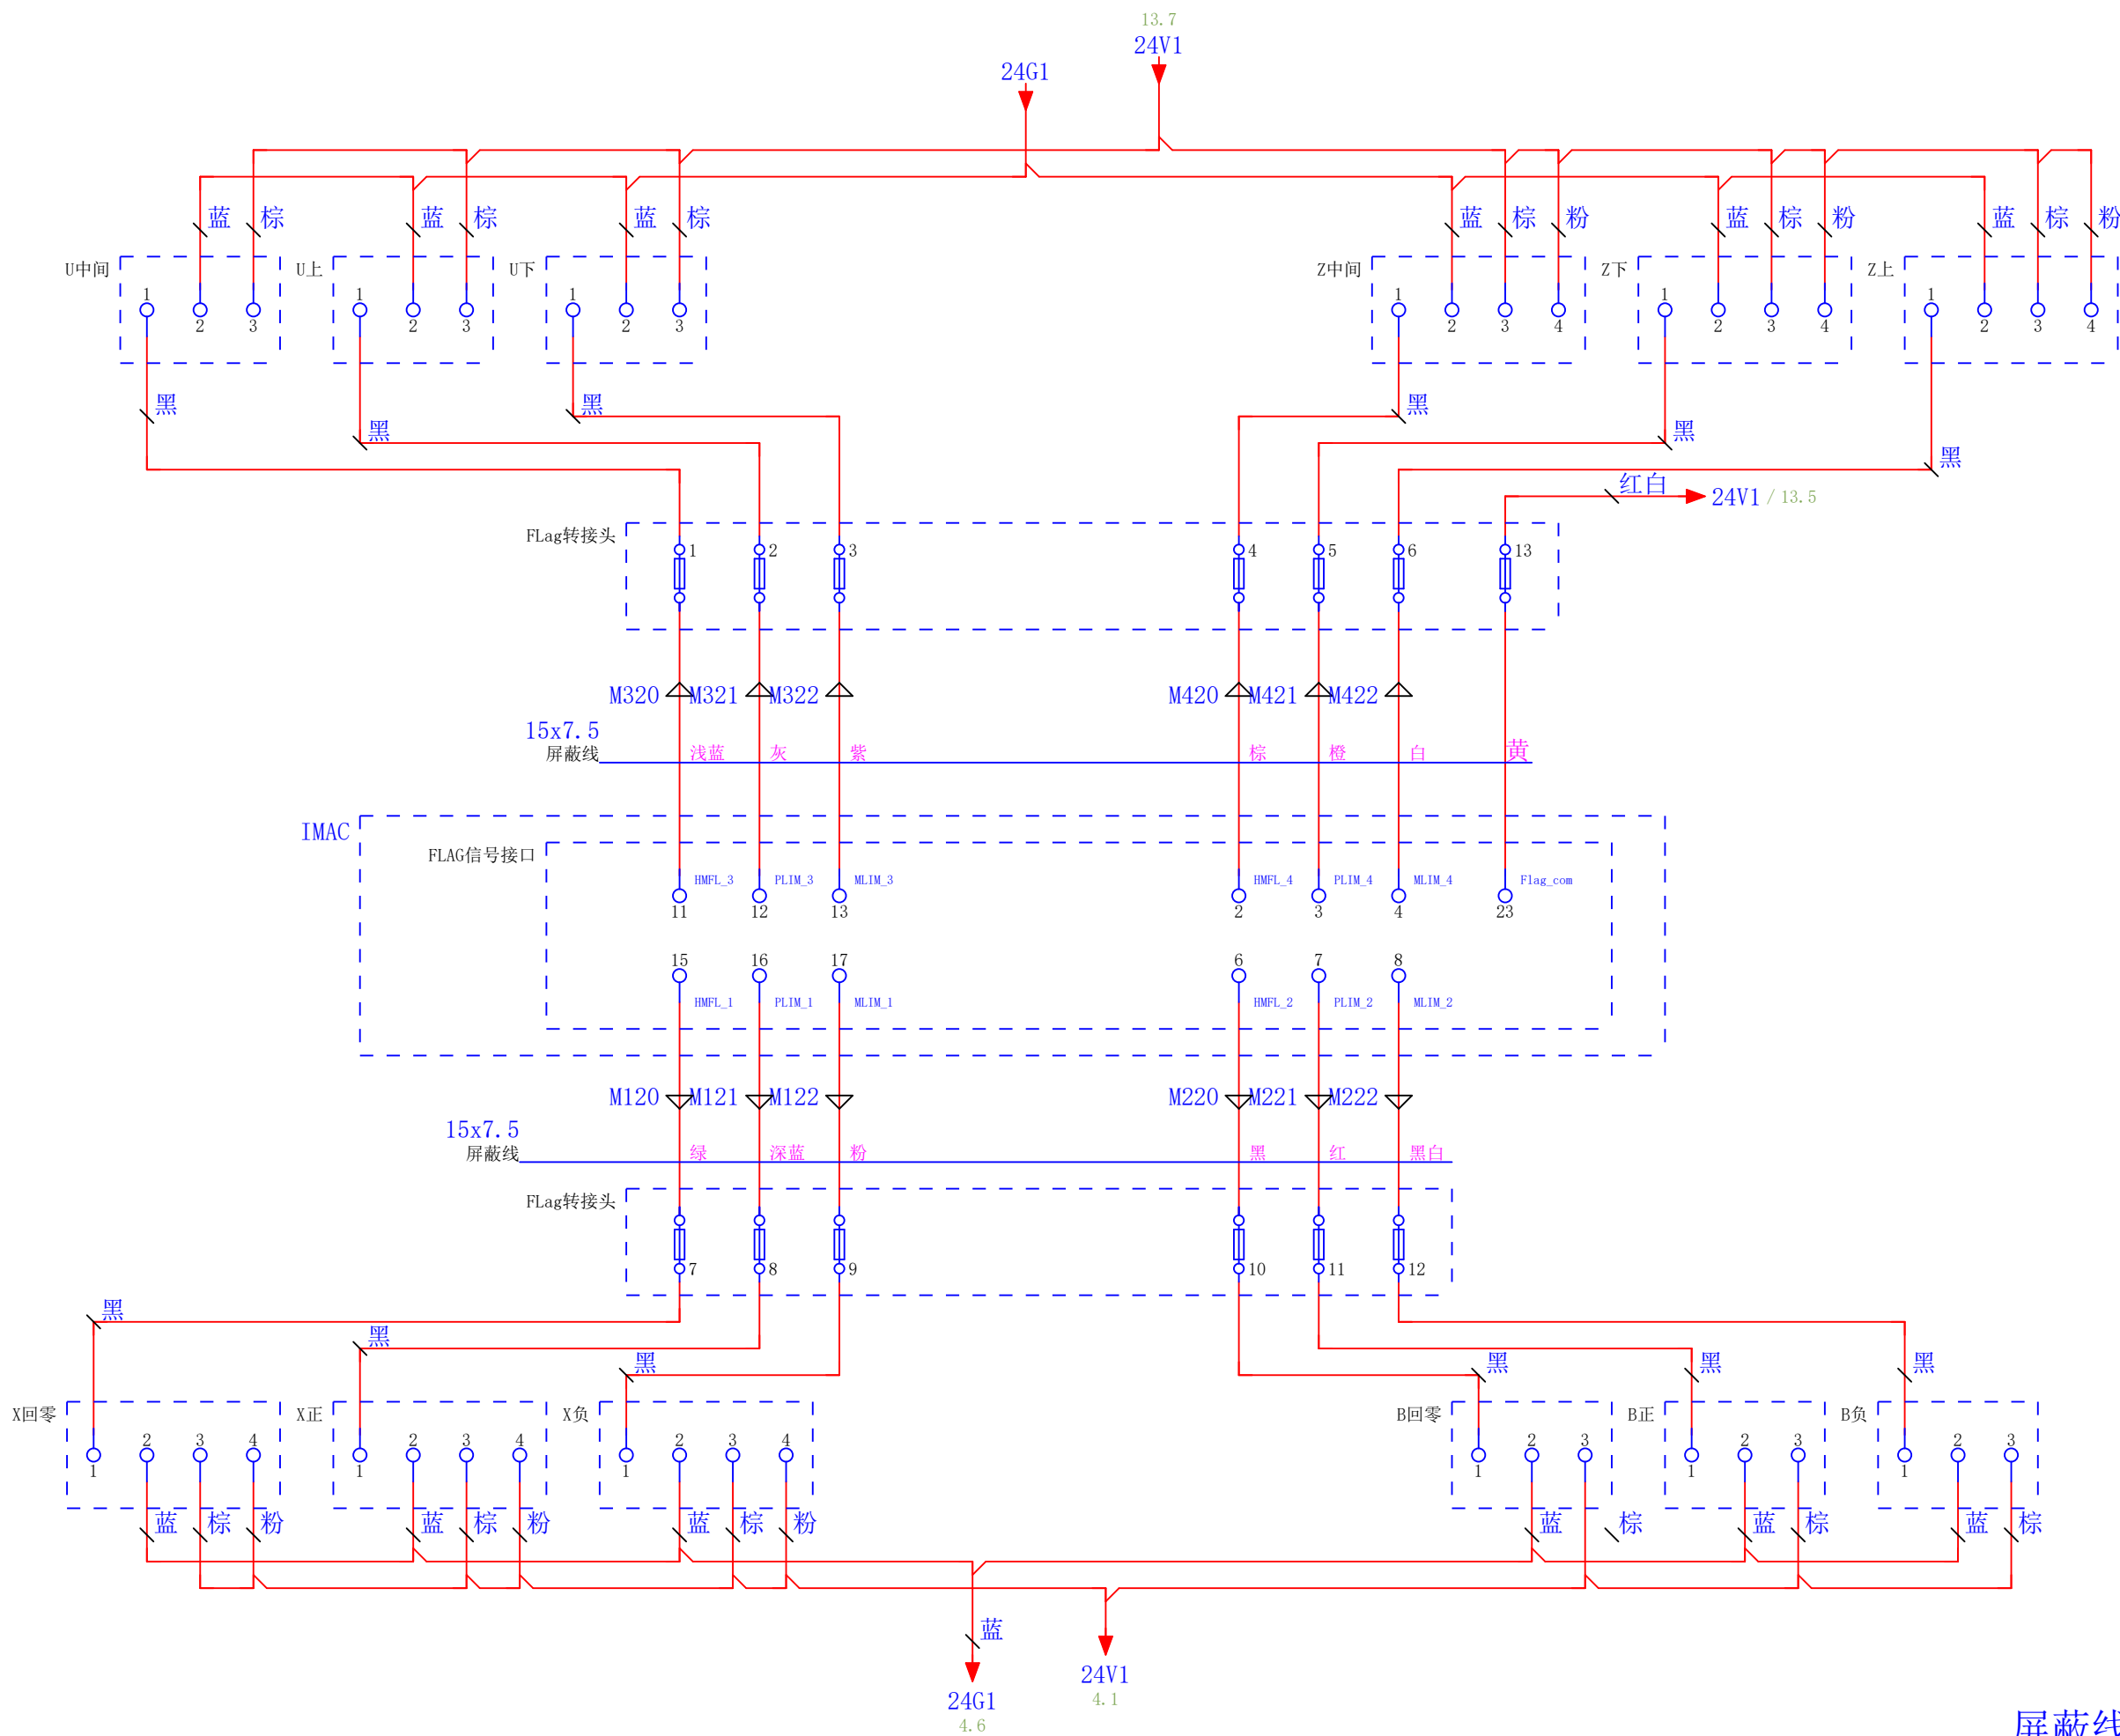 13.7
24V1
24G1
蓝 棕 蓝 棕 蓝 棕 蓝 棕 粉 蓝 棕 粉 蓝 棕 粉
U中间 U上 U下 Z中间 Z下 Z上
1 1 1 1 1 1
2 3 2 3 2 3 2 3 4 2 3 4 2 3 4
黑 黑 黑
黑 黑
黑
红白
24V1 / 13.5
FLag转接头
1 2 3 4 5 6 13
M320 M321 M322 M420 M421 M422
15x7.5
屏蔽线 浅蓝 灰 紫 棕 橙 白 黄
IMAC
FLAG信号接口
HMFL_3 PLIM_3 MLIM_3 HMFL_4 PLIM_4 MLIM_4 Flag_com
11 12 13 2 3 4 23
15 16 17 6 7 8
HMFL_1 PLIM_1 MLIM_1 HMFL_2 PLIM_2 MLIM_2
M120 M121 M122 M220 M221 M222
15x7.5
屏蔽线 绿 深蓝 粉 黑 红 黑白
FLag转接头
7 8 9 10 11 12
黑
黑
黑 黑 黑 黑
X回零 X正 X负 B回零 B正 B负
2 3 4 2 3 4 2 3 4 2 3 2 3 2 3
1 1 1 1 1 1
蓝 棕 粉 蓝 棕 粉 蓝 棕 粉 蓝 棕 蓝 棕 蓝 棕
蓝
24V1
4.1
24G1
4.6
屏蔽线